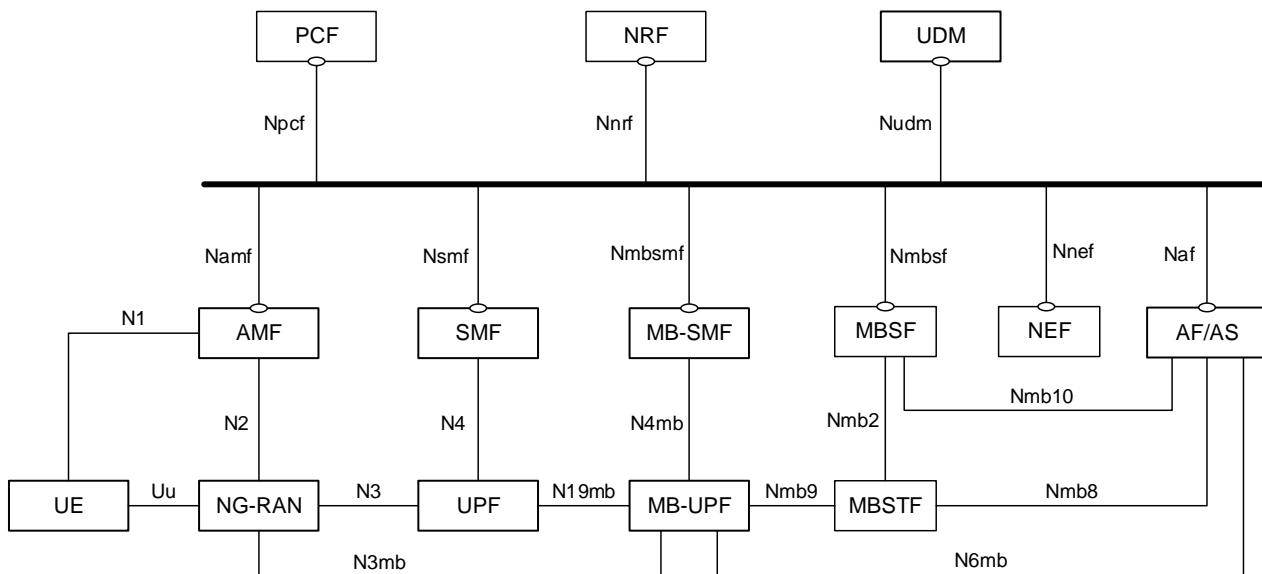 PCF
NRF
UDM
Npcf
Nnrf
Nudm
Namf
Nsmf
Nmbsmf
Nmbsf
Nnef
Naf
N1
AMF
SMF
MB-SMF
MBSF
NEF
AF/AS
Nmb10
N2
N4
N4mb
Nmb2
Uu
N3
N19mb
Nmb9
Nmb8
UE
NG-RAN
UPF
MB-UPF
MBSTF
N3mb
N6mb